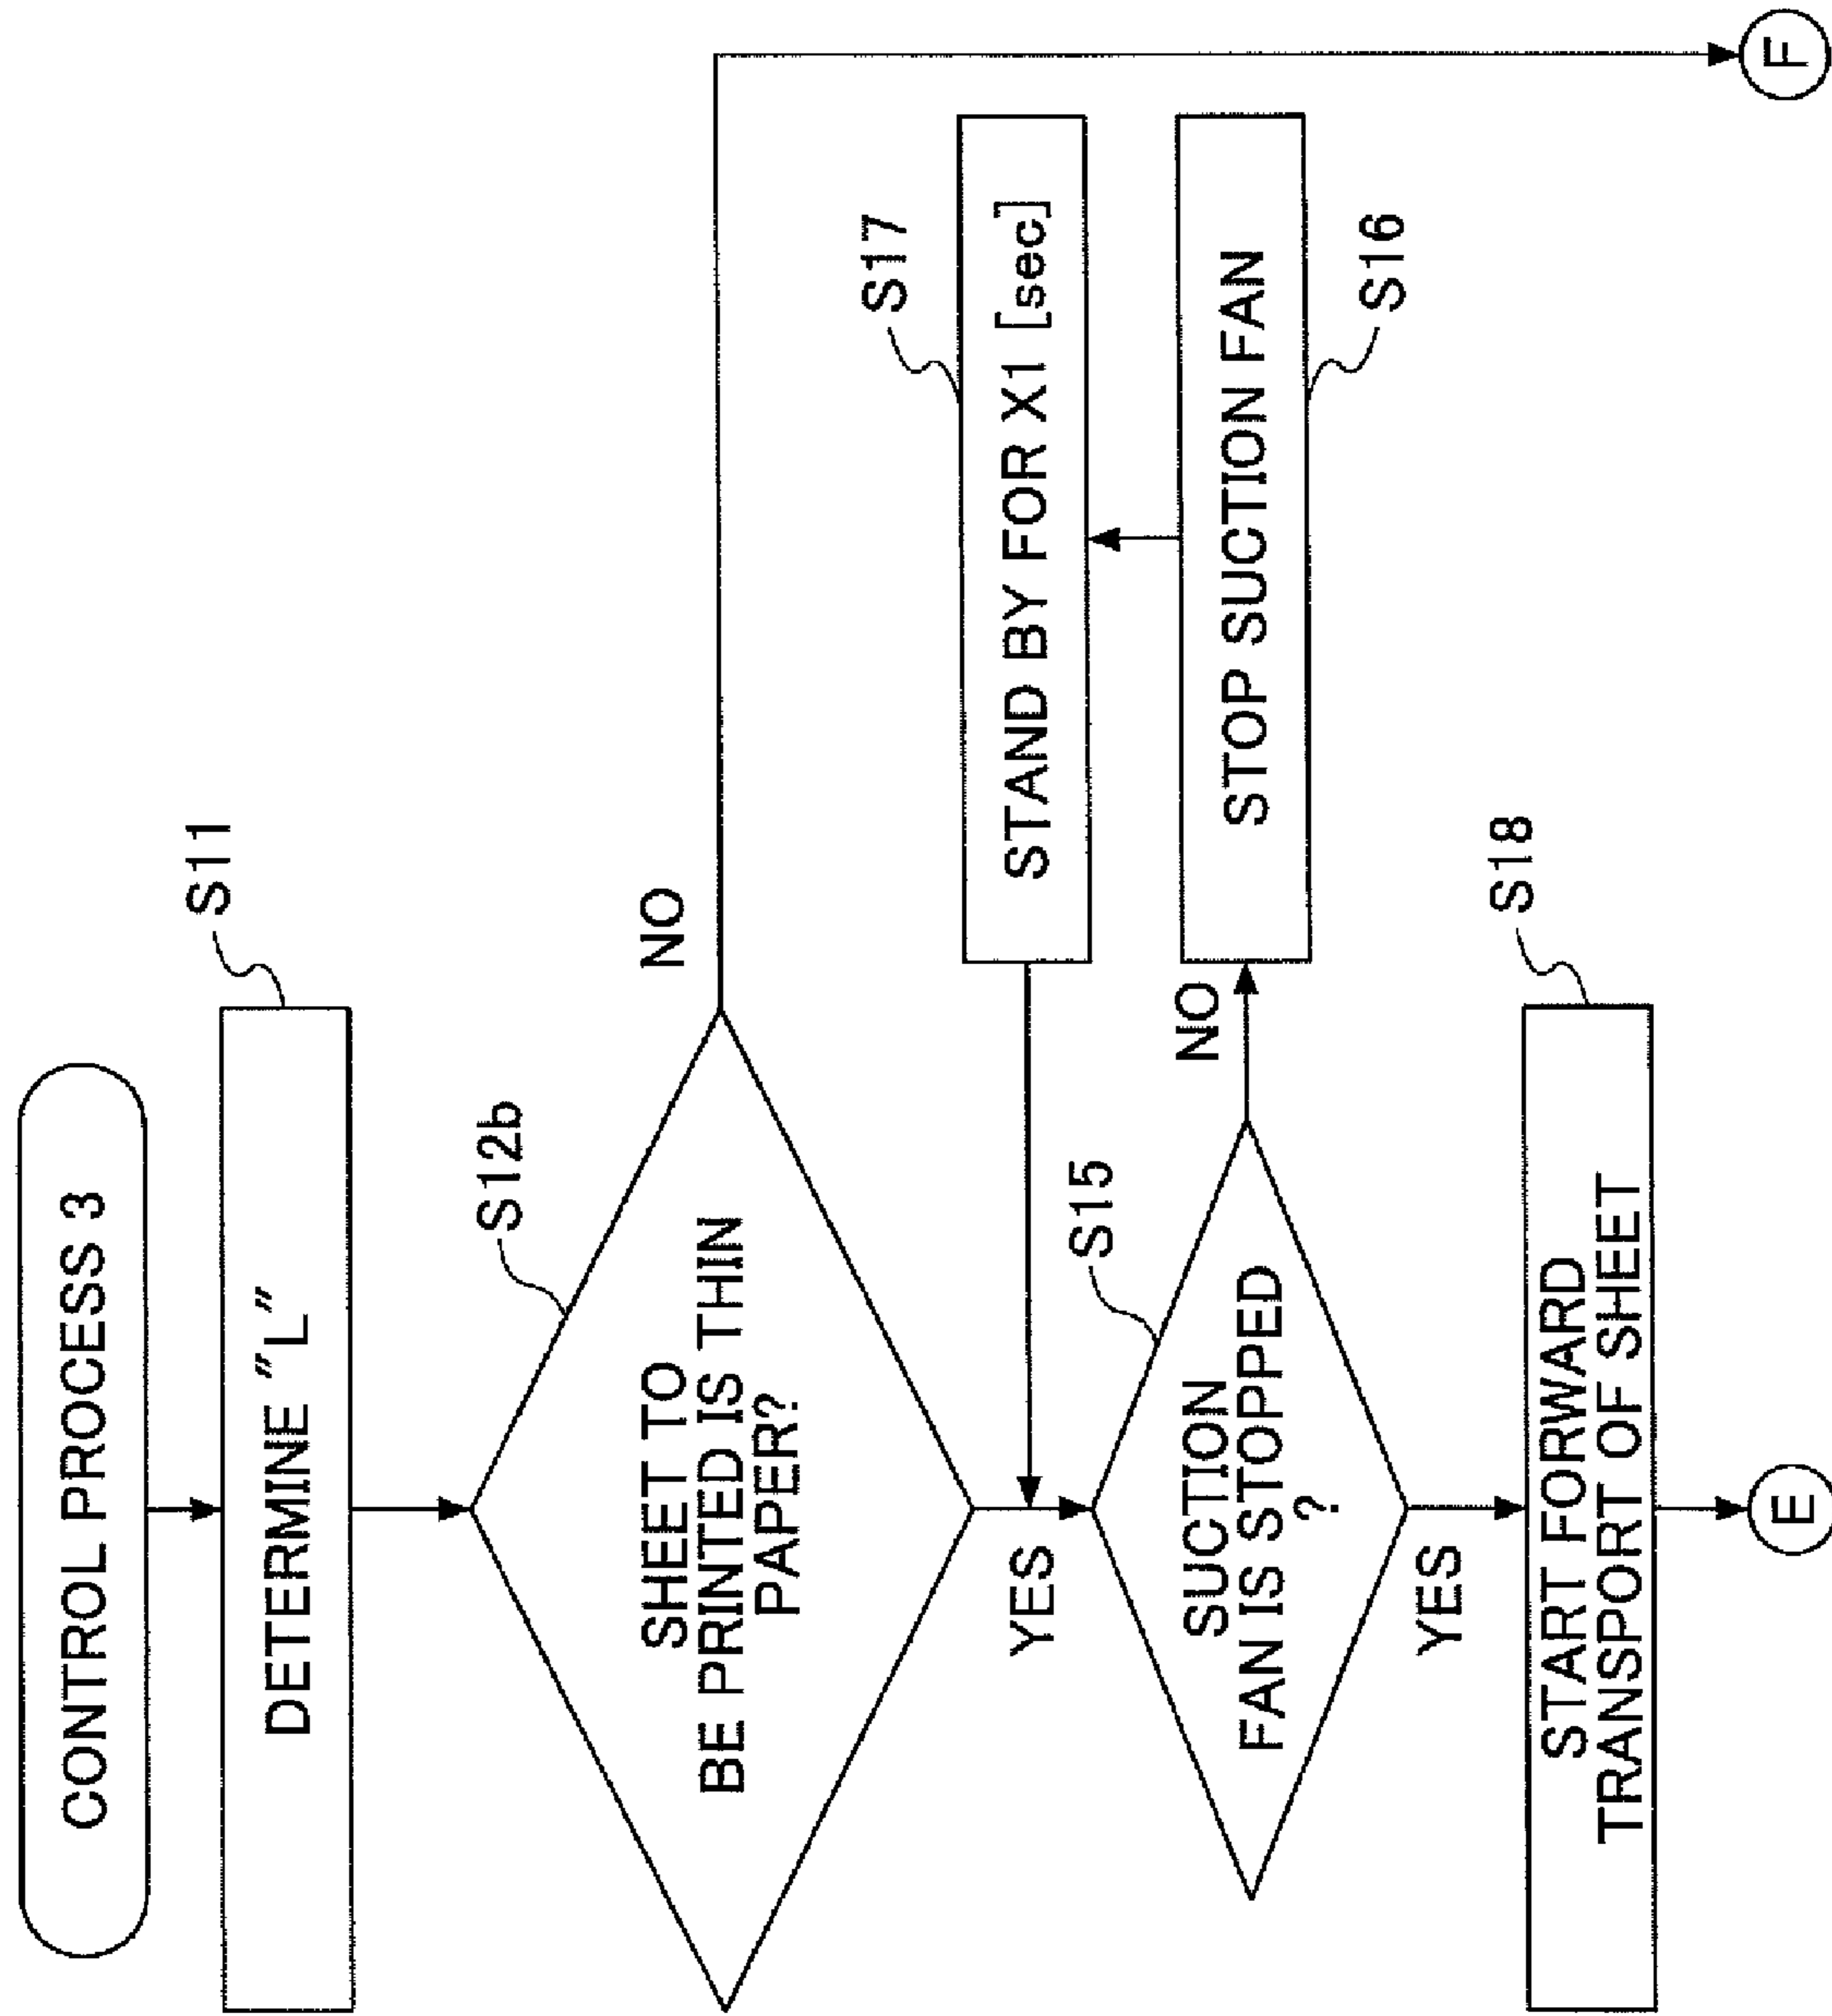 CONTROL PROCESS 3
S11
DETERMINE "L"
S12b
SHEET TO
BE PRINTED IS THIN
PAPER?
NO
YES
S17
STAND BY FOR X1 [sec]
S15
SUCTION
FAN IS STOPPED
?
NO
STOP SUCTION FAN
S16
YES
S18
START FORWARD
TRANSPORT OF SHEET
E
F